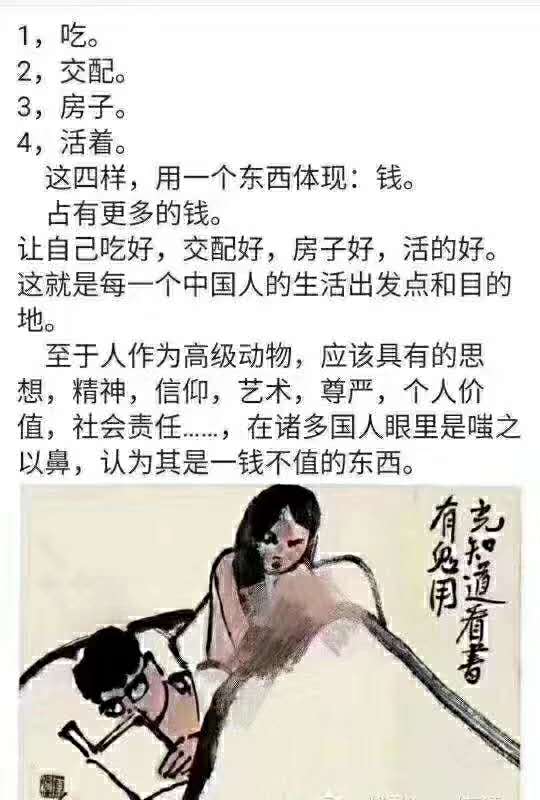 1，吃。
2，交配。
3，房子。
4，活着。
这四样，用一个东西体现：钱。
占有更多的钱。
让自己吃好，交配好，房子好，活的好。
这就是每一个中国人的生活出发点和目的
地。
至于人作为高级动物，应该具有的思
想，精神，信仰，艺术，尊严，个人价
值，社会责任……，在诸多国人眼里是嗤之
以鼻，认为其是一钱不值的东西。
光知道看書
有鬼用